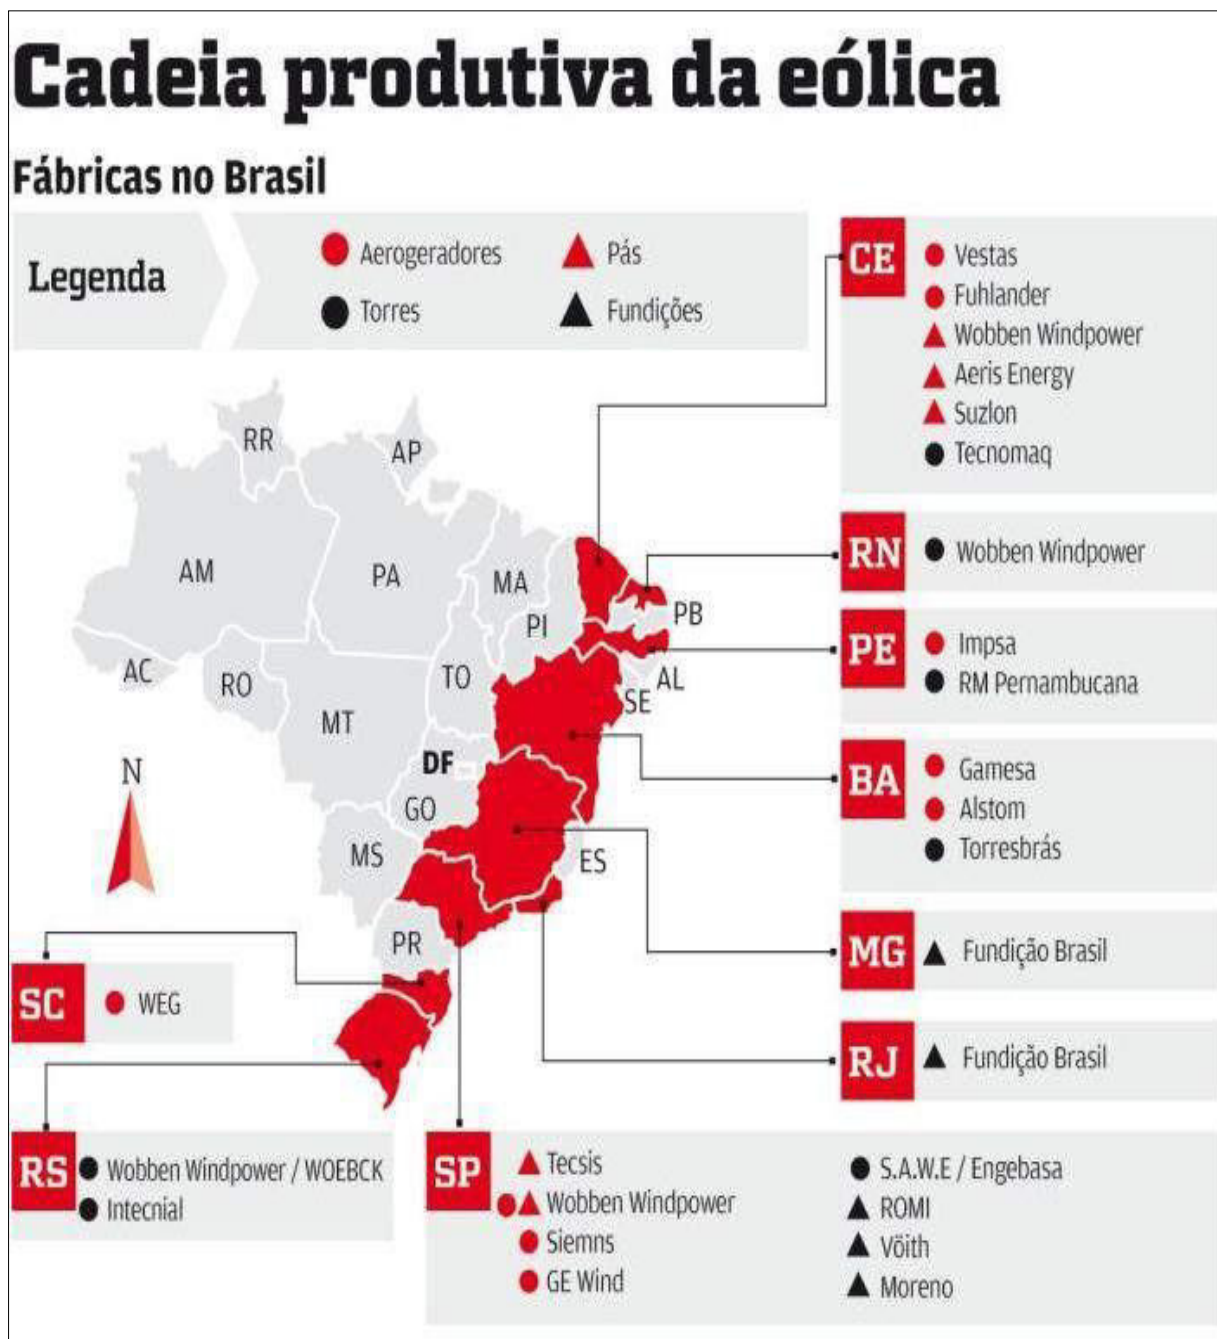 Cadeia produtiva da eólica
Fábricas no Brasil
Legenda
Aerogeradores
Pás
Torres
Fundições
CE
Vestas
Fuhlander
Wobben Windpower
Aeris Energy
Suzlon
Tecnomaq
RN
Wobben Windpower
PE
Impsa
RM Pernambucana
BA
Gamesa
Alstom
Torresbrás
MG
Fundição Brasil
RJ
Fundição Brasil
RR
AP
AM
PA
MA
PI
PB
AC
RO
TO
AL
SE
MT
DF
GO
MS
ES
PR
N
SC
WEG
RS
Wobben Windpower / WOEBCK
Intecnial
SP
Tecsis
Wobben Windpower
Siemns
GE Wind
S.A.W.E / Engebasa
ROMI
Vöith
Moreno